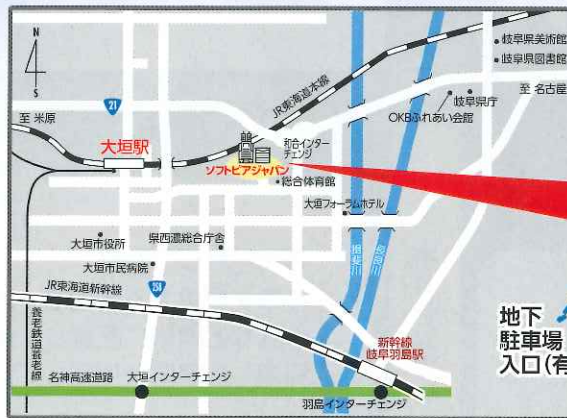 N
S
岐阜県美術館
岐阜県図書館
至 名古屋
岐阜県庁
OKBふれあい会館
JR東海道本線
21
至 米原
大垣駅
和合インター
チェンジ
ソフトピアジャパン
総合体育館
大垣フォーラムホテル
大垣市役所
県西濃総合庁舎
揖斐川
長良川
大垣市民病院
258
JR東海道新幹線
養老鉄道養老線
新幹線
岐阜羽島駅
名神高速道路
大垣インターチェンジ
羽島インターチェンジ
地下
駐車場
入口(有